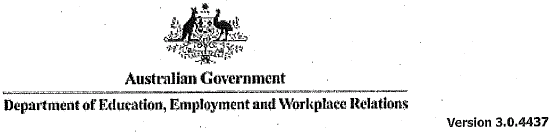 Australian Government
Department of Education, Employment and Workplace Relations
Version 3.0.4437